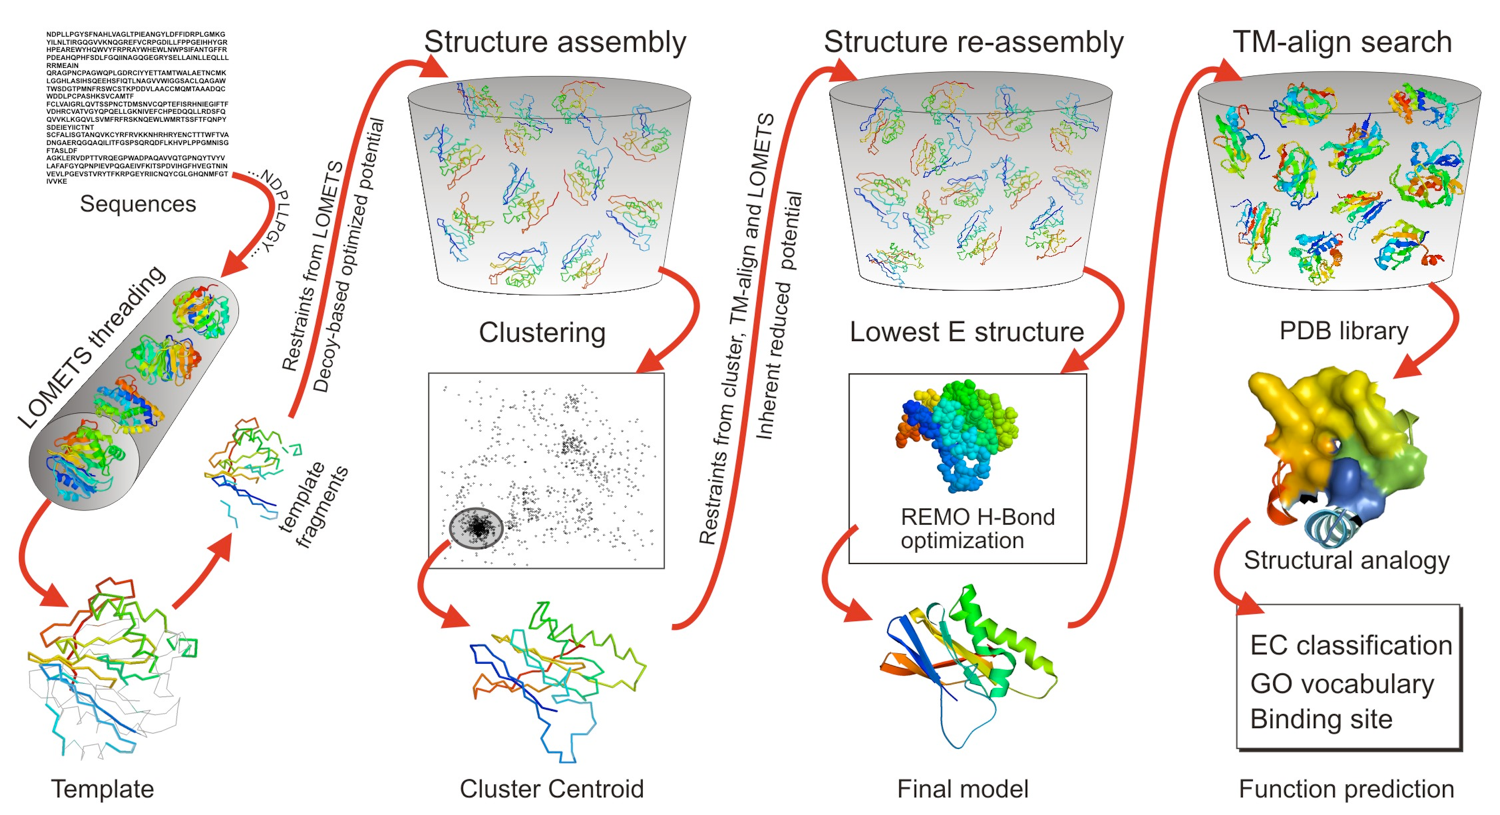 NDPLLPGYSFNAHLVAGLTPIEANGYLDFFIDRPLGMKG
YILNLTIRGQGVVKNQGREFVCRPGDILLFPPGEIHHYGR
HPEAREWYHQWVYFRPRAYWHEWLNWPSIFANTGFFR
PDEAHQPHFSDLFGQIINAGQGEGRYSELLAINLLEQLLL
RRMEAIN
QRAGPNCPAGWQPLGDRCIYYETTAMTWALAETNCMK
LGGHLASIHSQEEHSFIQTLNAGVVWIGGSACLQAGAW
TWSDGTPMNFRSWCSTKPDDVLAACCMQMTAAADQC
WDDLPCPASHKSVCAMTF
FCLVAIGRLQVTSSPNCTDMSNVCQPTEFISRHNIEGIFTF
VDHRCVATVGYQPQELLGKNIVEFCHPEDQQLLRDSFQ
QVVKLKGQVLSVMFRFRSKNQEWLWMRTSSFTFQNPY
SDEIEYIICTNT
SCFALISGTANQVKCYRFRVKKNHRHRYENCTTTWFTVA
DNGAERQGQAQILITFGSPSQRQDFLKHVPLPPGMNISG
FTASLDF
AGKLERVDPTTVRQEGPWADPAQAVVQTGPNQYTVYV
LAFAFGYQPNPIEVPQGAEIVFKITSPDVIHGFHVEGTNIN
VEVLPGEVSTVRYTFKRPGEYRIICNQYCGLGHQNMFGT
IVVKE
Sequences
...NDPLLPGY...
LOMETS threading
Template
template
fragments
Restraints from LOMETS
Decoy-based optimized potential
Structure assembly
Clustering
Cluster Centroid
Restraints from cluster, TM-align and LOMETS
Inherent reduced potential
Structure re-assembly
Lowest E structure
REMO H-Bond
optimization
Final model
TM-align search
PDB library
Structural analogy
EC classification
GO vocabulary
Binding site
Function prediction